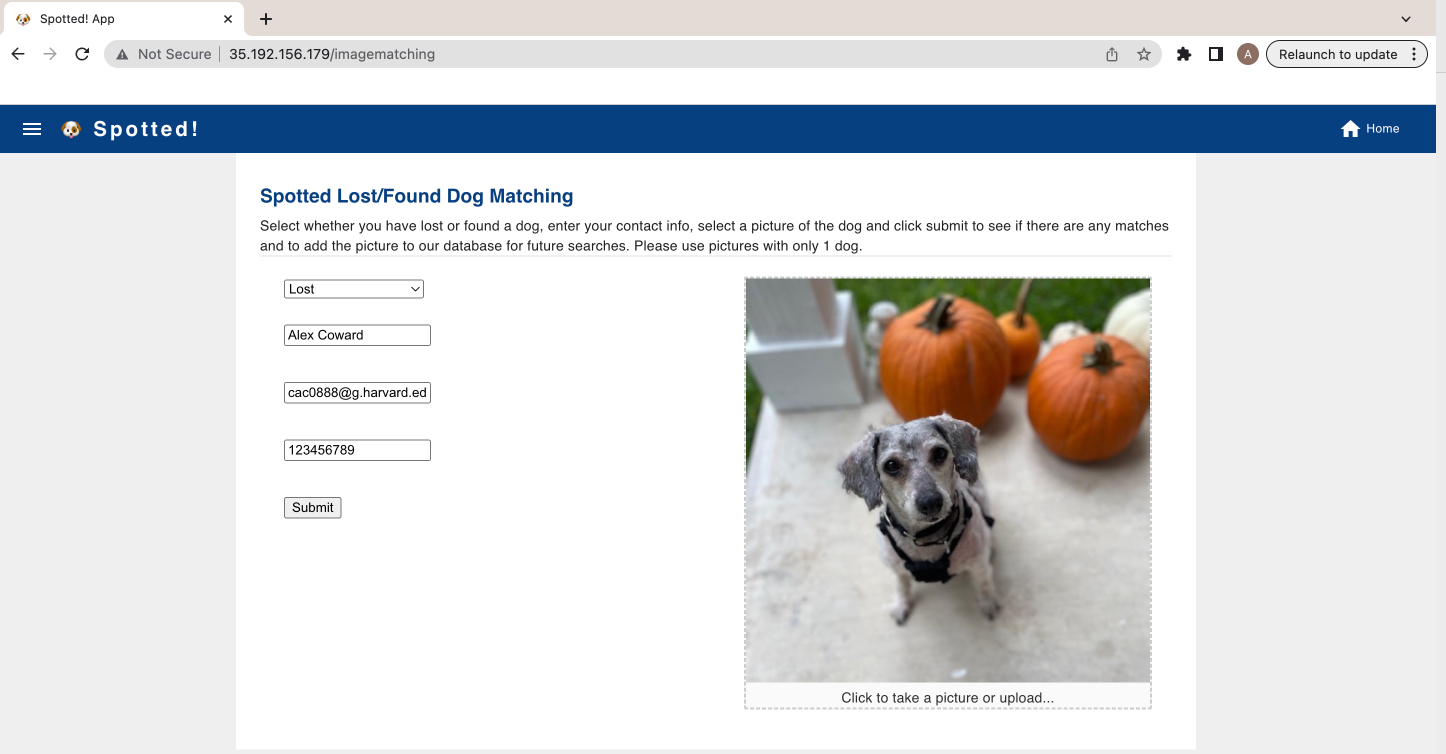 Spotted! App
Not Secure 35.192.156.179/imagematching
A
Relaunch to update
Spotted!
Home
Spotted Lost/Found Dog Matching
Select whether you have lost or found a dog, enter your contact info, select a picture of the dog and click submit to see if there are any matches
and to add the picture to our database for future searches. Please use pictures with only 1 dog.
Lost
Alex Coward
cac0888@g.harvard.ed
123456789
Submit
Click to take a picture or upload...